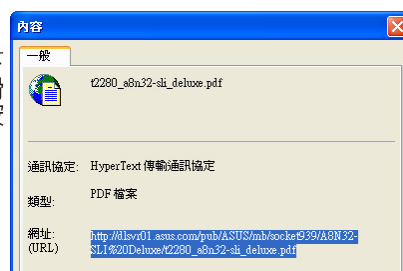 內容
一般
t2280_a8n32-sli_deluxe.pdf
通訊協定: HyperText 傳輸通訊協定
類型: PDF 檔案
網址: http://dlsvr01.asus.com/pub/ASUS/mb/socket939/A8N32-
(URL) SLI%20Deluxe/t2280_a8n32-sli_deluxe.pdf